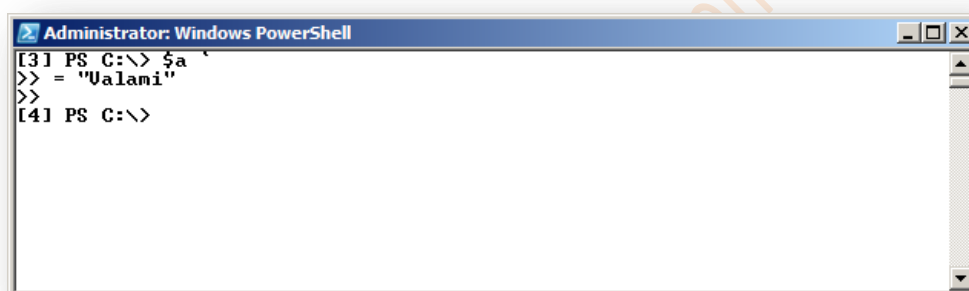 Administrator: Windows PowerShell
[3] PS C:\> $a `
>> = "Valami"
>>
[4] PS C:\>